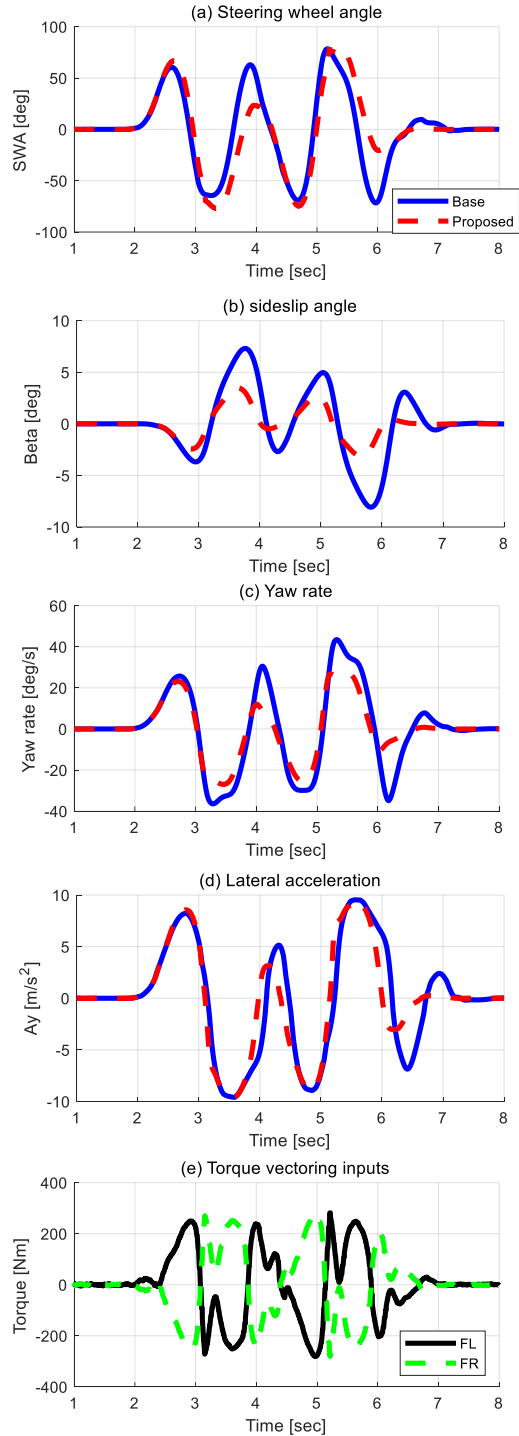 (a) Steering wheel angle
SWA [deg]
100
50
0
-50
-100
Base
Proposed
1 2 3 4 5 6 7 8
Time [sec]
(b) sideslip angle
Beta [deg]
10
5
0
-5
-10
1 2 3 4 5 6 7 8
Time [sec]
(c) Yaw rate
Yaw rate [deg/s]
60
40
20
0
-20
-40
1 2 3 4 5 6 7 8
Time [sec]
(d) Lateral acceleration
Ay [m/s²]
10
5
0
-5
-10
1 2 3 4 5 6 7 8
Time [sec]
(e) Torque vectoring inputs
Torque [Nm]
400
200
0
-200
-400
FL
FR
1 2 3 4 5 6 7 8
Time [sec]